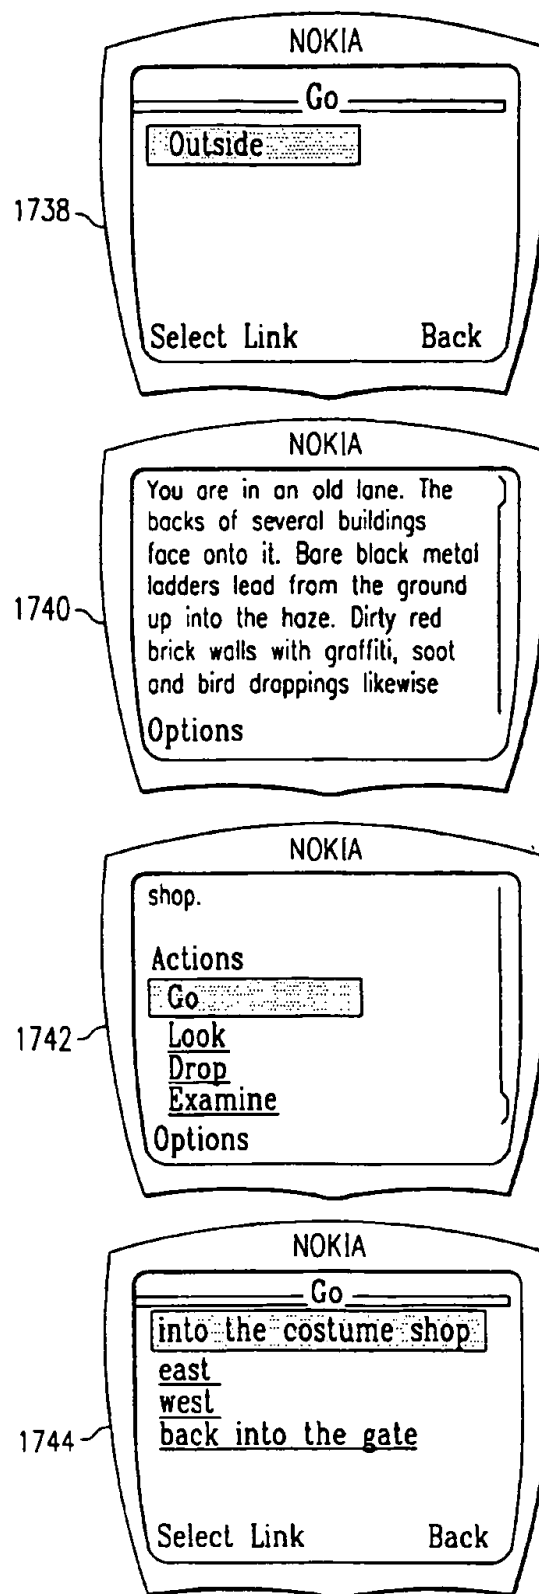 NOKIA
Go
Outside
1738
Select Link Back
NOKIA
You are in an old lane. The
backs of several buildings
face onto it. Bare black metal
ladders lead from the ground
1740
up into the haze. Dirty red
brick walls with graffiti, soot
and bird droppings likewise
Options
NOKIA
shop.
Actions
Go
1742
Look
Drop
Examine
Options
NOKIA
Go
into the costume shop
east
west
back into the gate
1744
Select Link Back